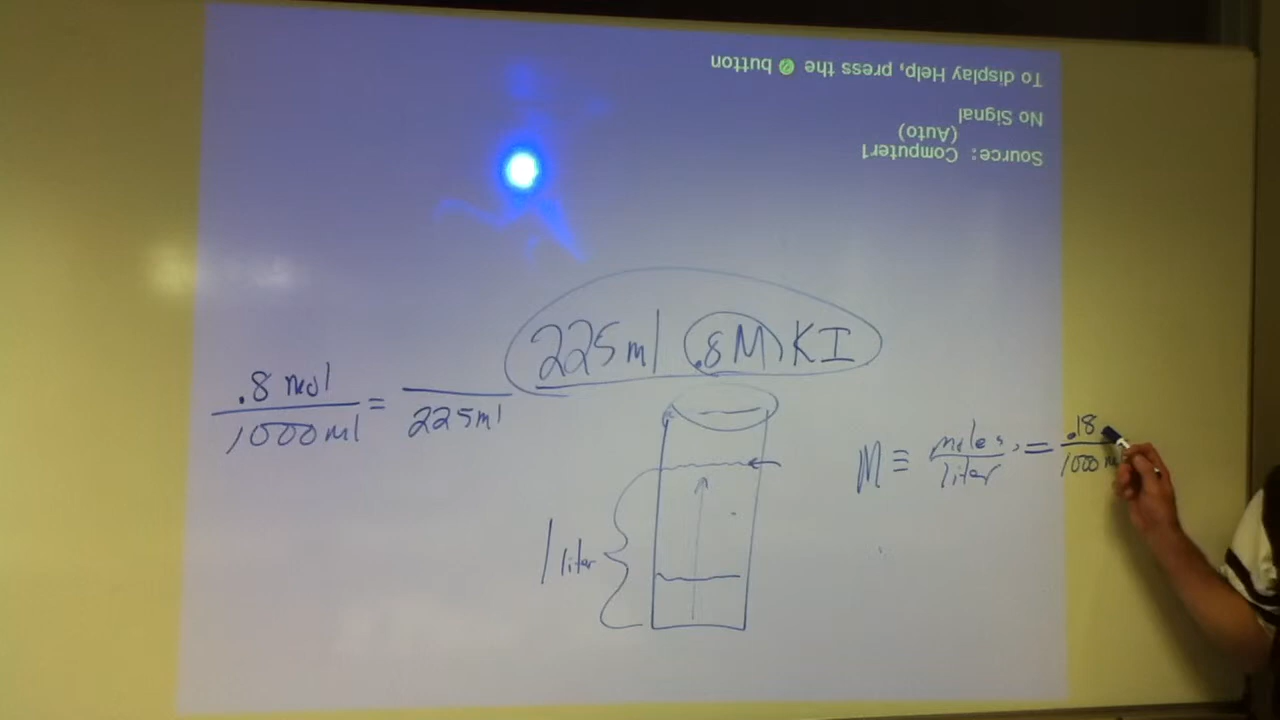 To display Help, press the ? button
No Signal
(Auto)
Source: Computer1
225ml .8M KI
.8 mol
1000ml
=
225ml
M ≡ moles
liter
= .18
1000 m
1 liter